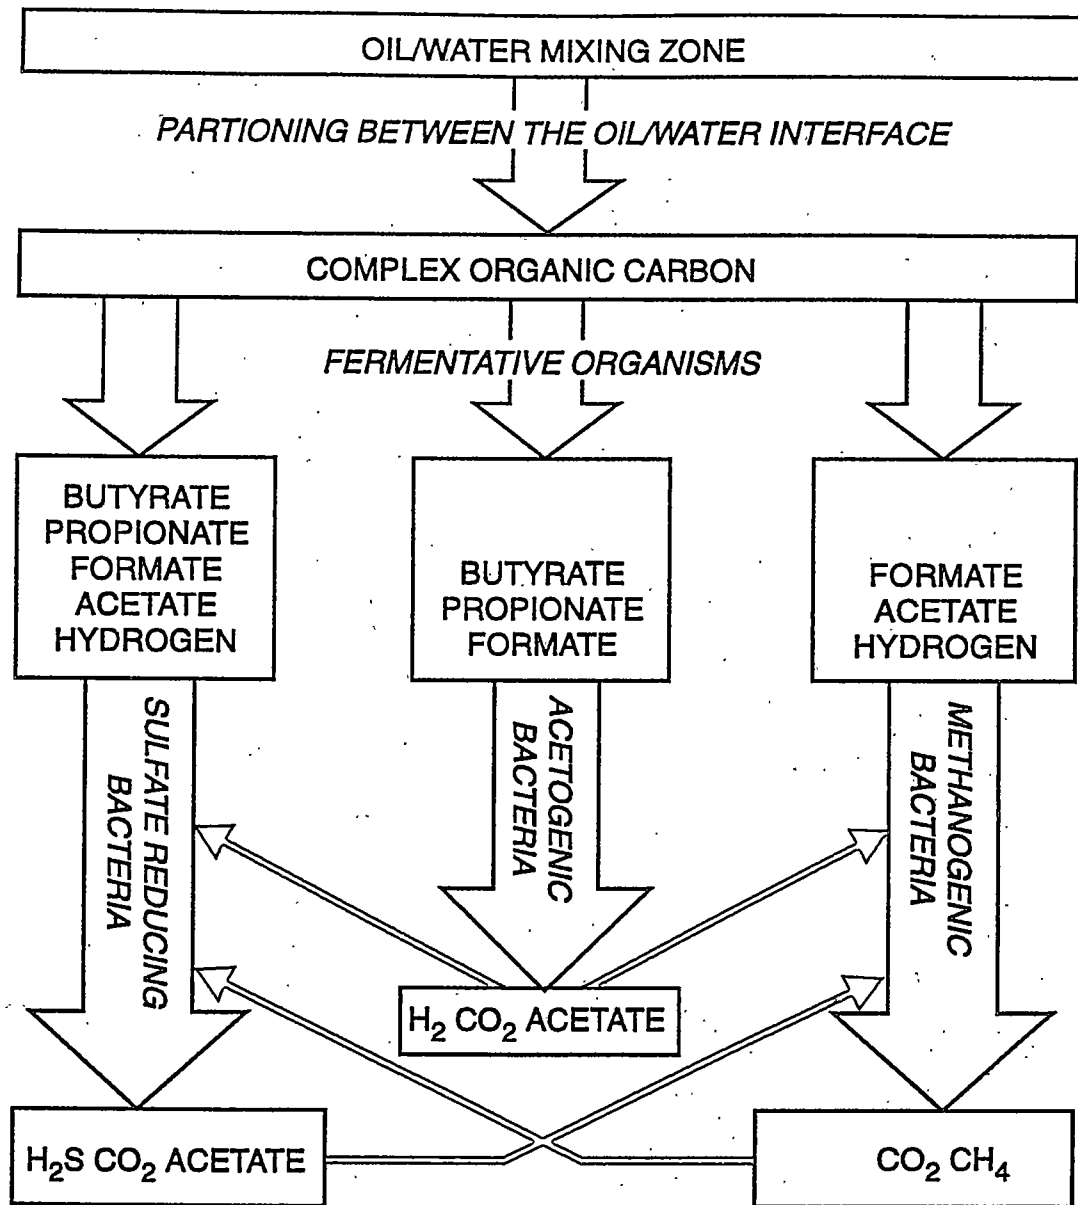 OIL/WATER MIXING ZONE
PARTIONING BETWEEN THE OIL/WATER INTERFACE
COMPLEX ORGANIC CARBON
FERMENTATIVE ORGANISMS
BUTYRATE
PROPIONATE
FORMATE
ACETATE
HYDROGEN
BUTYRATE
PROPIONATE
FORMATE
FORMATE
ACETATE
HYDROGEN
SULFATE REDUCING
BACTERIA
ACETOGENIC
BACTERIA
METHANOGENIC
BACTERIA
H₂ CO₂ ACETATE
H₂S CO₂ ACETATE
CO₂ CH₄